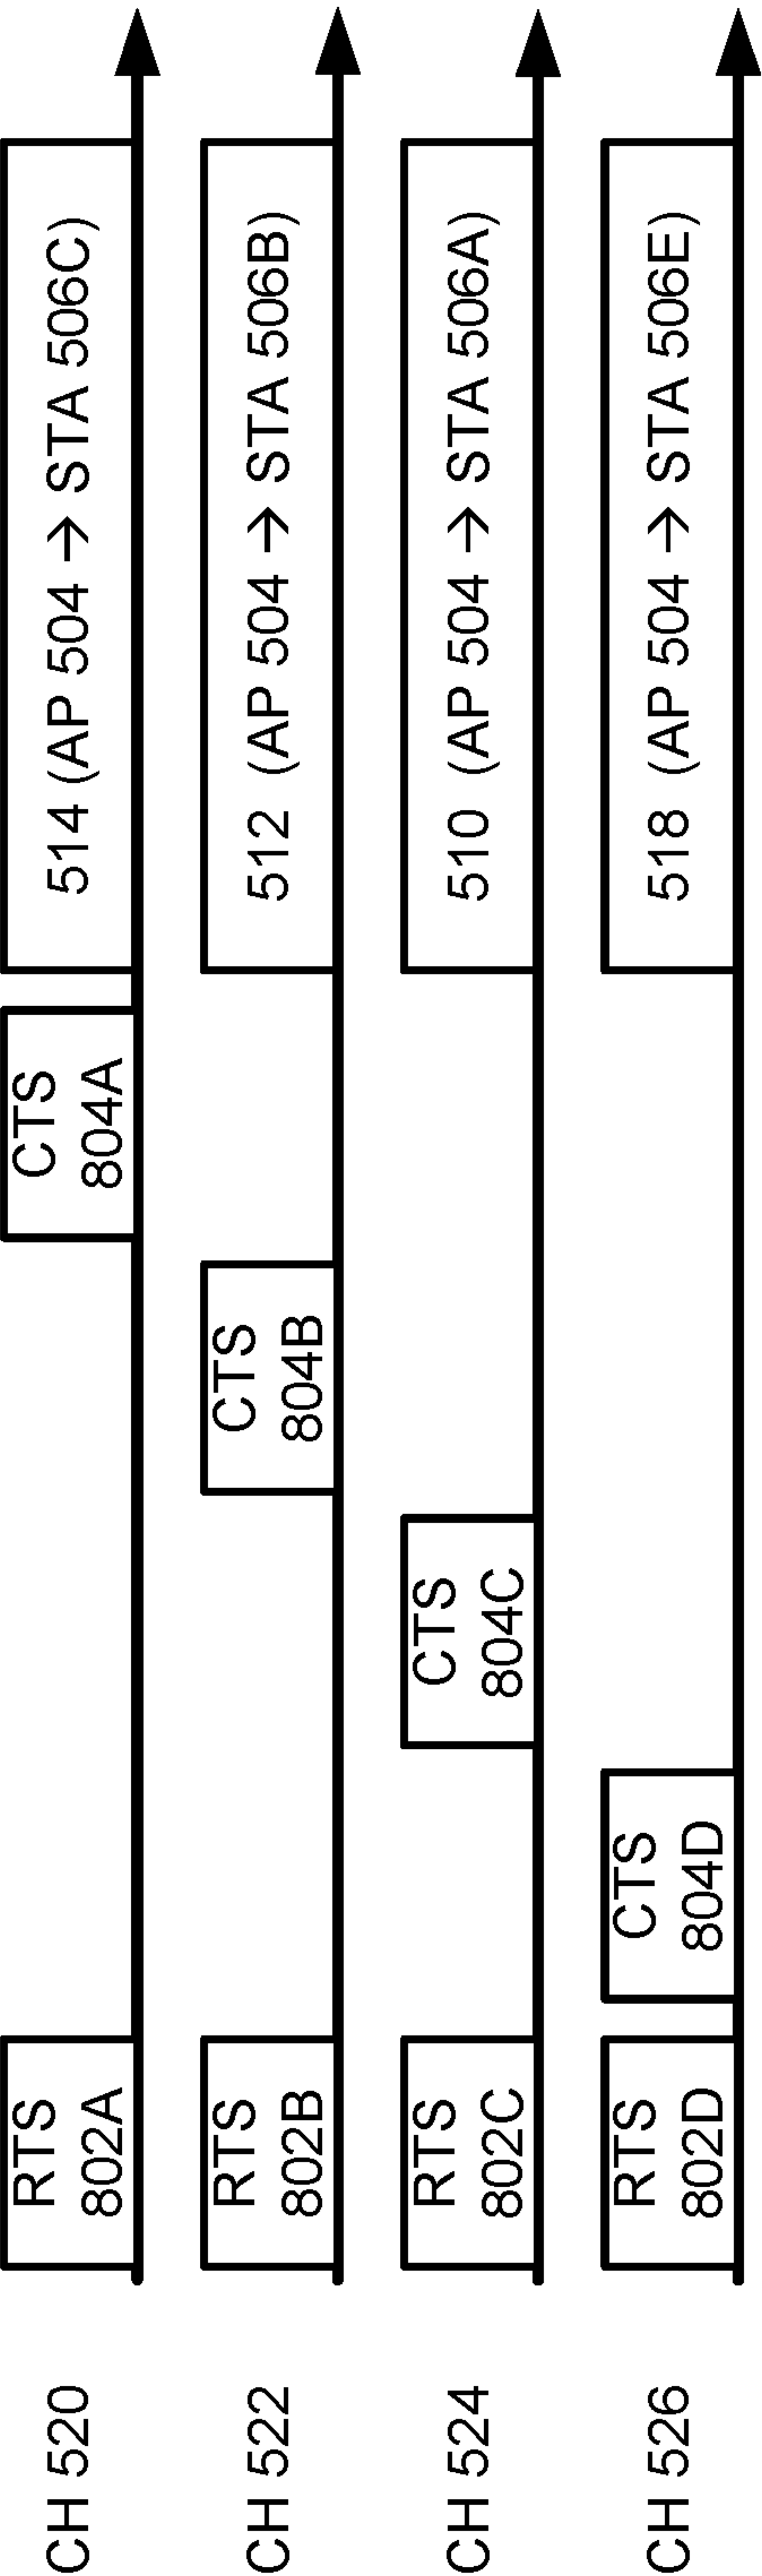 CH 520
RTS
802A
CTS
804A
514 (AP 504 → STA 506C)
CH 522
RTS
802B
CTS
804B
512 (AP 504 → STA 506B)
CH 524
RTS
802C
CTS
804C
510 (AP 504 → STA 506A)
CH 526
RTS
802D
CTS
804D
518 (AP 504 → STA 506E)